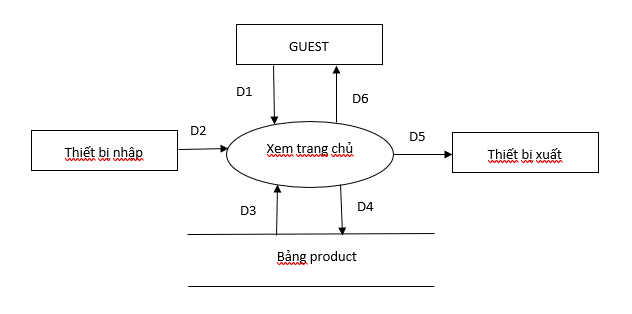 GUEST
D1
D6
D2
D5
Thiết bị nhập
Xem trang chủ
Thiết bị xuất
D3
D4
Bảng product